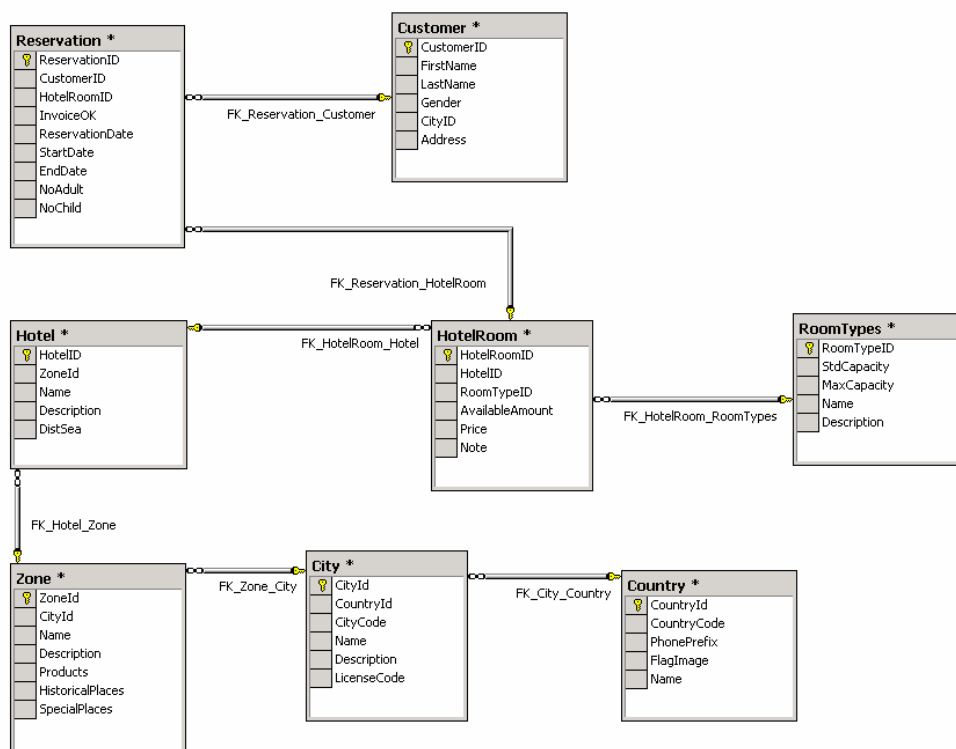 Reservation *
ReservationID
CustomerID
HotelRoomID
InvoiceOK
ReservationDate
StartDate
EndDate
NoAdult
NoChild
Customer *
CustomerID
FirstName
LastName
Gender
CityID
Address
FK_Reservation_Customer
FK_Reservation_HotelRoom
Hotel *
HotelID
ZoneId
Name
Description
DistSea
FK_HotelRoom_Hotel
HotelRoom *
HotelRoomID
HotelID
RoomTypeID
AvailableAmount
Price
Note
FK_HotelRoom_RoomTypes
RoomTypes *
RoomTypeID
StdCapacity
MaxCapacity
Name
Description
FK_Hotel_Zone
Zone *
ZoneId
CityId
Name
Description
Products
HistoricalPlaces
SpecialPlaces
FK_Zone_City
City *
CityId
CountryId
CityCode
Name
Description
LicenseCode
FK_City_Country
Country *
CountryId
CountryCode
PhonePrefix
FlagImage
Name